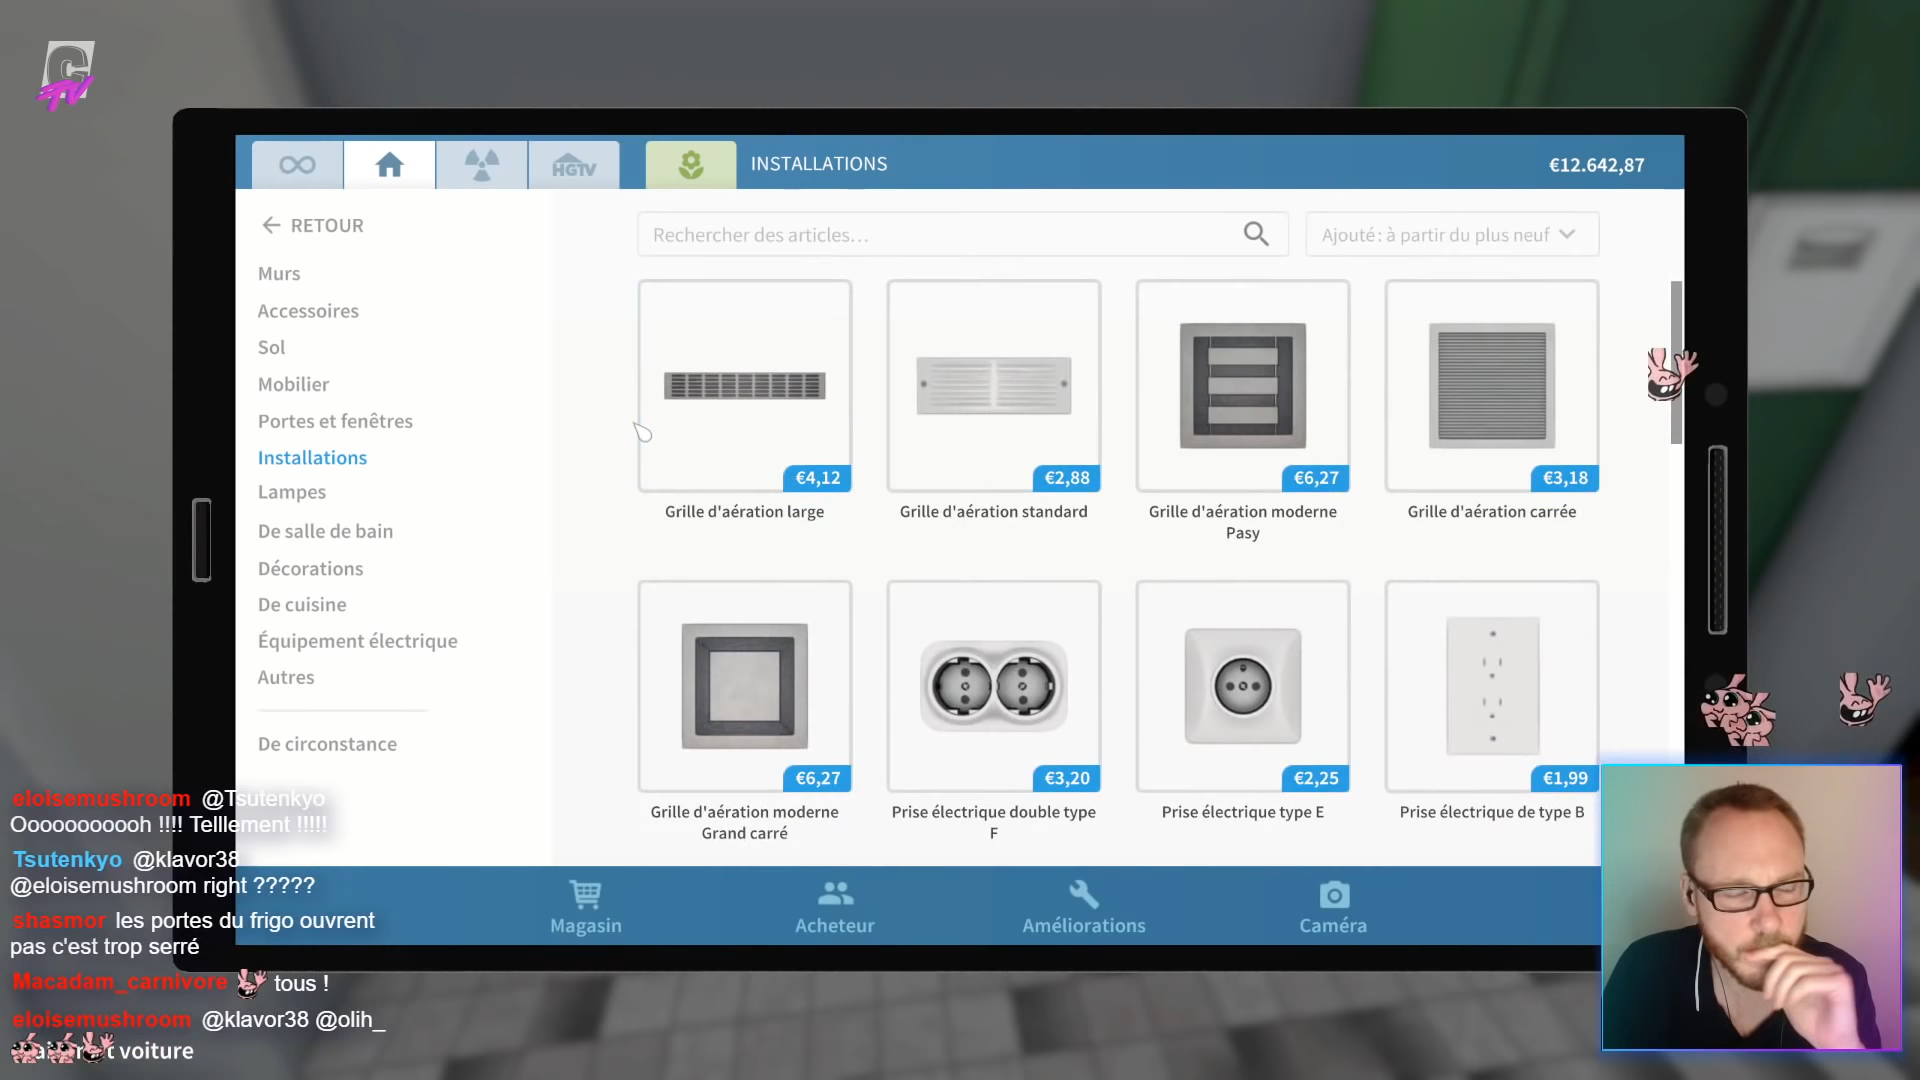 C
TV
HGTV
INSTALLATIONS
€12.642,87
RETOUR
Rechercher des articles…
Ajouté : à partir du plus neuf
Murs
Accessoires
Sol
Mobilier
Portes et fenêtres
Installations
Lampes
De salle de bain
Décorations
De cuisine
Équipement électrique
Autres
De circonstance
€4,12
Grille d'aération large
€2,88
Grille d'aération standard
€6,27
Grille d'aération moderne
Pasy
€3,18
Grille d'aération carrée
€6,27
Grille d'aération moderne
Grand carré
€3,20
Prise électrique double type
F
€2,25
Prise électrique type E
€1,99
Prise électrique de type B
Magasin
Acheteur
Améliorations
Caméra
eloisemushroom @Tsutenkyo
Ooooooooooh !!!! Telllement !!!!!
Tsutenkyo @klavor38
@eloisemushroom right ?????
shasmor les portes du frigo ouvrent
pas c'est trop serré
Macadam_carnivore tous !
eloisemushroom @klavor38 @olih_
voiture